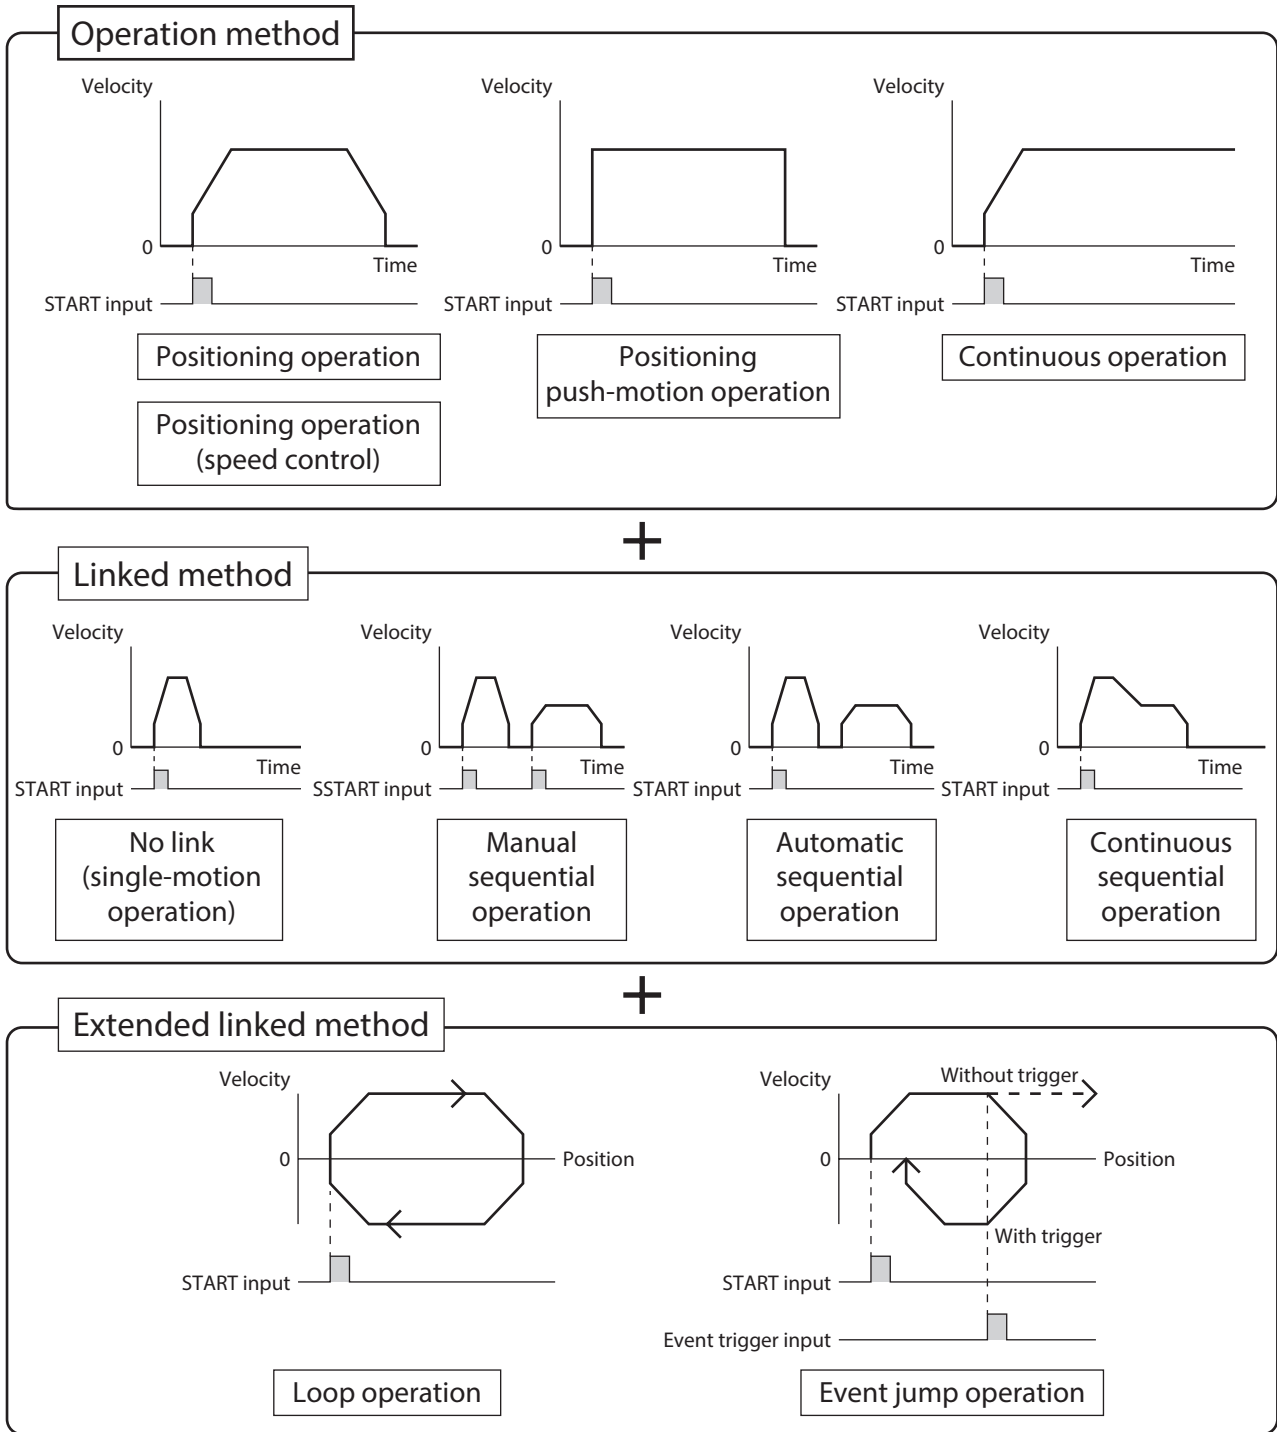 Operation method
Velocity
0
Time
START input
Positioning operation
Positioning operation
(speed control)
Velocity
0
Time
START input
Positioning
push-motion operation
Velocity
0
Time
START input
Continuous operation
+
Linked method
Velocity
0
Time
START input
No link
(single-motion
operation)
Velocity
0
Time
SSTART input
Manual
sequential
operation
Velocity
0
Time
START input
Automatic
sequential
operation
Velocity
0
Time
START input
Continuous
sequential
operation
+
Extended linked method
Velocity
0
Position
START input
Loop operation
Velocity
Without trigger
0
Position
With trigger
START input
Event trigger input
Event jump operation